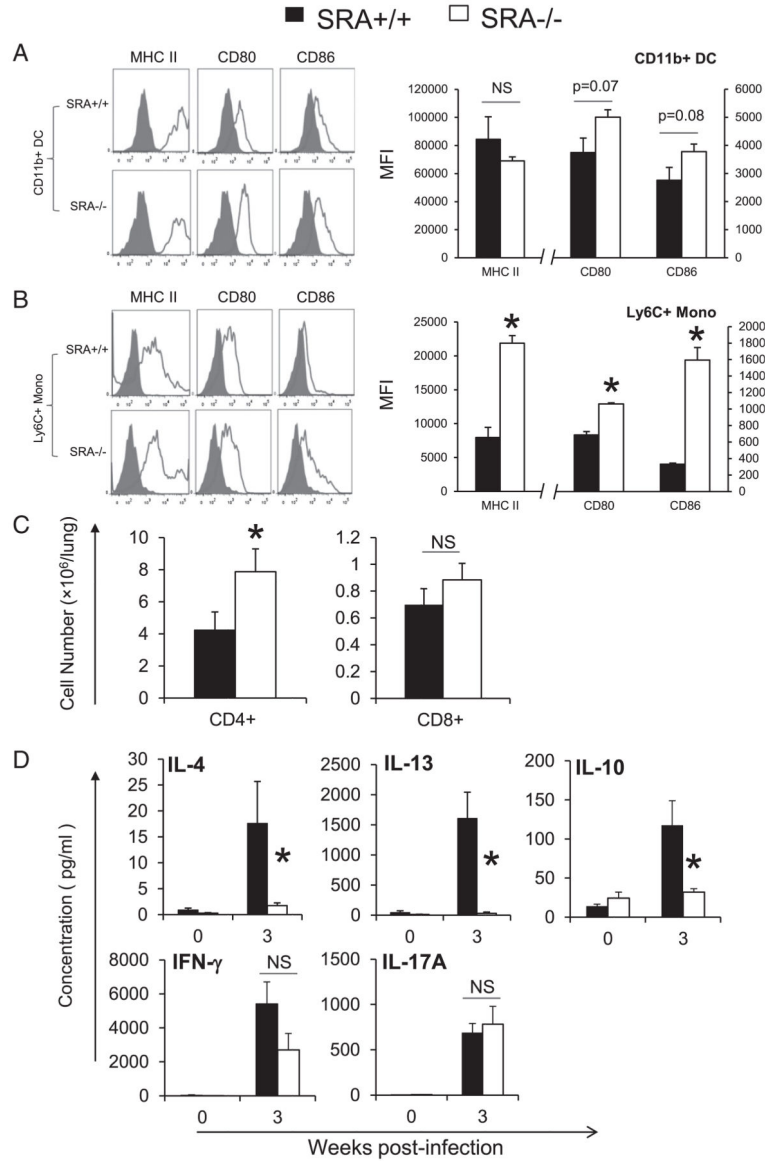 SRA+/+ SRA-/-
A
MHC II CD80 CD86
SRA+/+
SRA-/-
CD11b+ DC
CD11b+ DC
MFI
120000
100000
80000
60000
40000
20000
0
NS
p=0.07
p=0.08
6000
5000
4000
3000
2000
1000
0
MHC II CD80 CD86
B
MHC II CD80 CD86
SRA+/+
SRA-/-
Ly6C+ Mono
Ly6C+ Mono
MFI
25000
20000
15000
10000
5000
0
* * *
2000
1800
1600
1400
1200
1000
800
600
400
200
0
MHC II CD80 CD86
C
Cell Number (×10⁶/lung)
10
8
6
4
2
0
*
CD4+
1.2
1
0.8
0.6
0.4
0.2
0
NS
CD8+
D
Concentration ( pg/ml )
IL-4
30
25
20
15
10
5
0
*
0 3
IL-13
2500
2000
1500
1000
500
0
*
0 3
IL-10
200
150
100
50
0
*
0 3
IFN-γ
8000
6000
4000
2000
0
NS
0 3
IL-17A
1500
1000
500
0
NS
0 3
Weeks post-infection